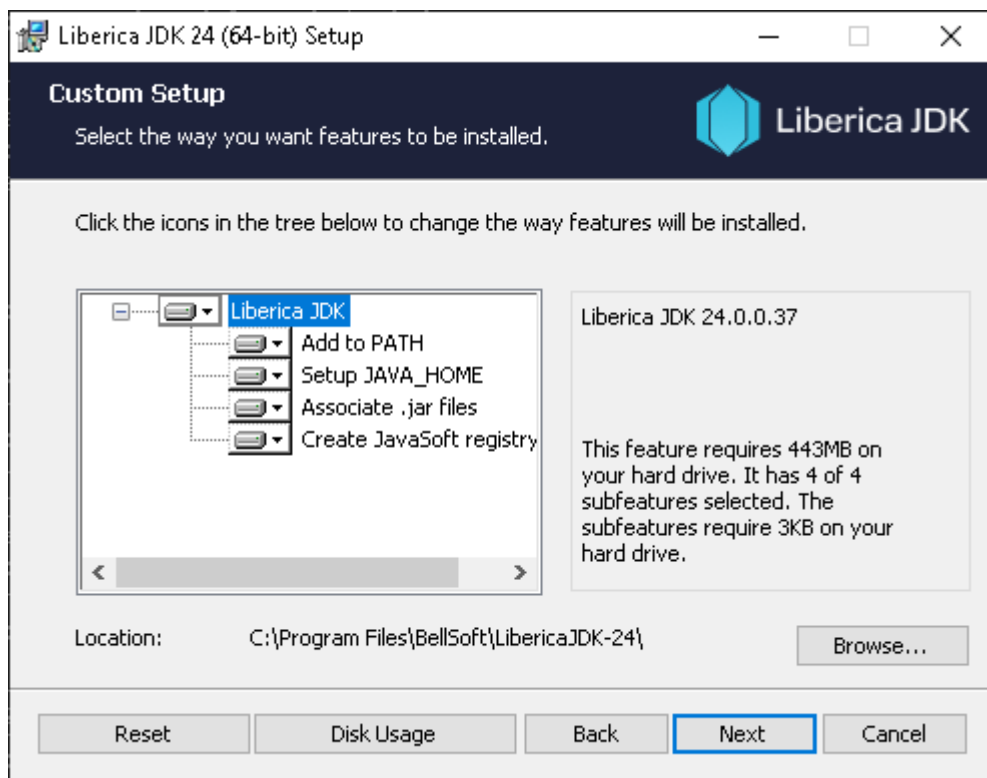 Liberica JDK 24 (64-bit) Setup
Custom Setup
Select the way you want features to be installed.
Liberica JDK
Click the icons in the tree below to change the way features will be installed.
Liberica JDK
Add to PATH
Setup JAVA_HOME
Associate .jar files
Create JavaSoft registry
Liberica JDK 24.0.0.37
This feature requires 443MB on
your hard drive. It has 4 of 4
subfeatures selected. The
subfeatures require 3KB on your
hard drive.
Location: C:\Program Files\BellSoft\LibericaJDK-24\
Browse...
Reset Disk Usage Back Next Cancel